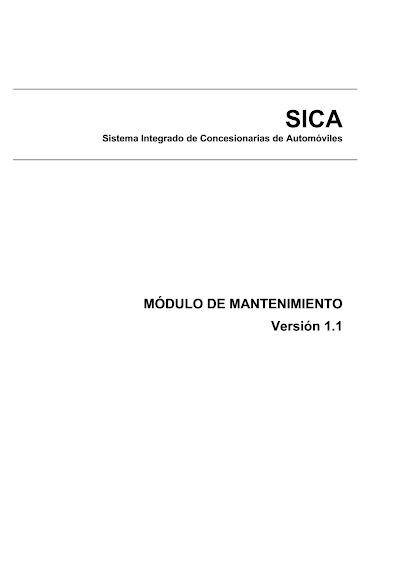 SICA
Sistema Integrado de Concesionarias de Automóviles
MÓDULO DE MANTENIMIENTO
Versión 1.1